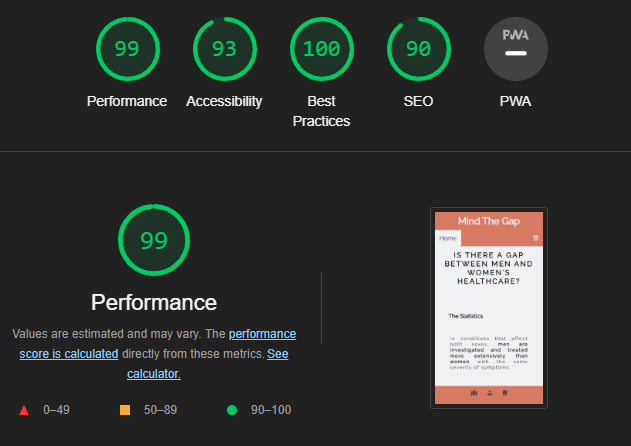 99
93
100
90
PWA
Performance
Accessibility
Best
Practices
SEO
PWA
99
Performance
Values are estimated and may vary. The performance
score is calculated directly from these metrics. See
calculator.
0–49
50–89
90–100
Mind The Gap
Home
IS THERE A GAP
BETWEEN MEN AND
WOMEN'S
HEALTHCARE?
The Statistics
In conditions that affect
both sexes, men are
investigated and treated
more extensively than
women with the same
severity of symptoms